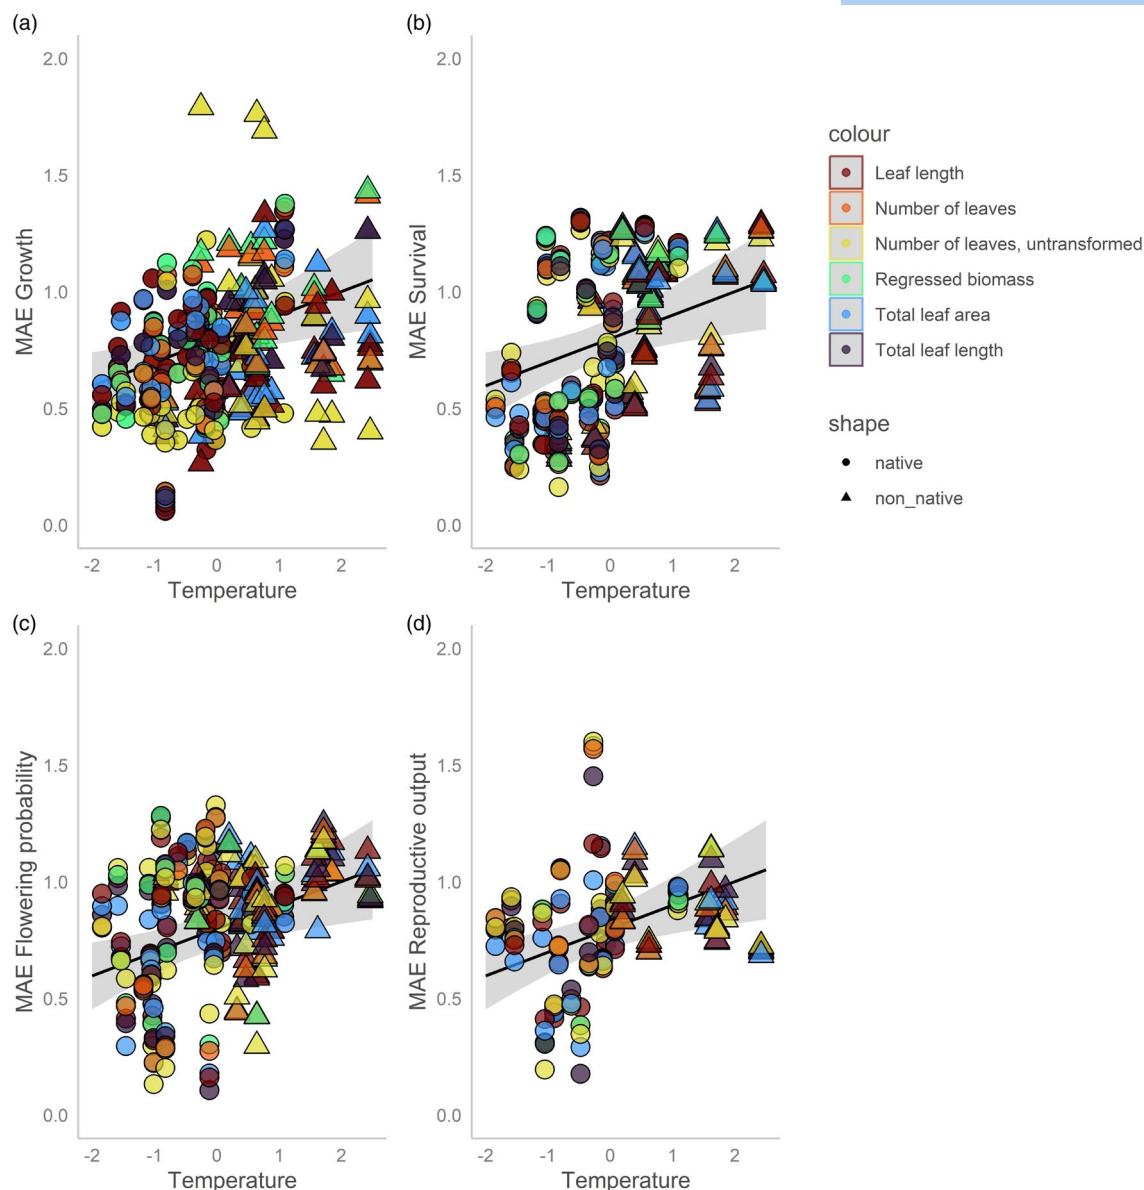 (a)
2.0
1.5
1.0
0.5
0.0
MAE Growth
-2 -1 0 1 2
Temperature
(b)
2.0
1.5
1.0
0.5
0.0
MAE Survival
-2 -1 0 1 2
Temperature
colour
Leaf length
Number of leaves
Number of leaves, untransformed
Regressed biomass
Total leaf area
Total leaf length
shape
native
non_native
(c)
2.0
1.5
1.0
0.5
0.0
MAE Flowering probability
-2 -1 0 1 2
Temperature
(d)
2.0
1.5
1.0
0.5
0.0
MAE Reproductive output
-2 -1 0 1 2
Temperature